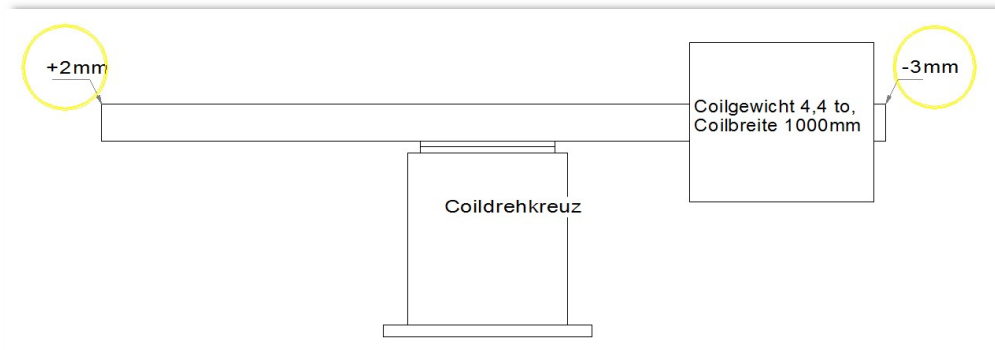 +2mm
-3mm
Coilgewicht 4,4 to,
Coilbreite 1000mm
Coildrehkreuz